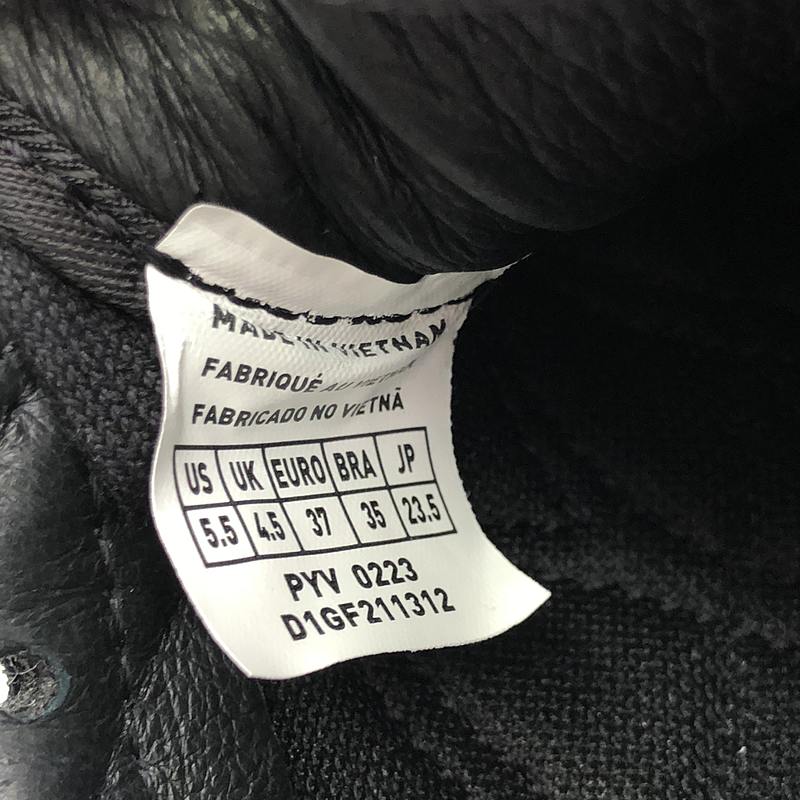 MADE IN VIETNAM
FABRIQUÉ AU VIETNAM
FABRICADO NO VIETNÃ
US UK EURO BRA JP
5.5 4.5 37 35 23.5
PYV 0223
D1GF211312